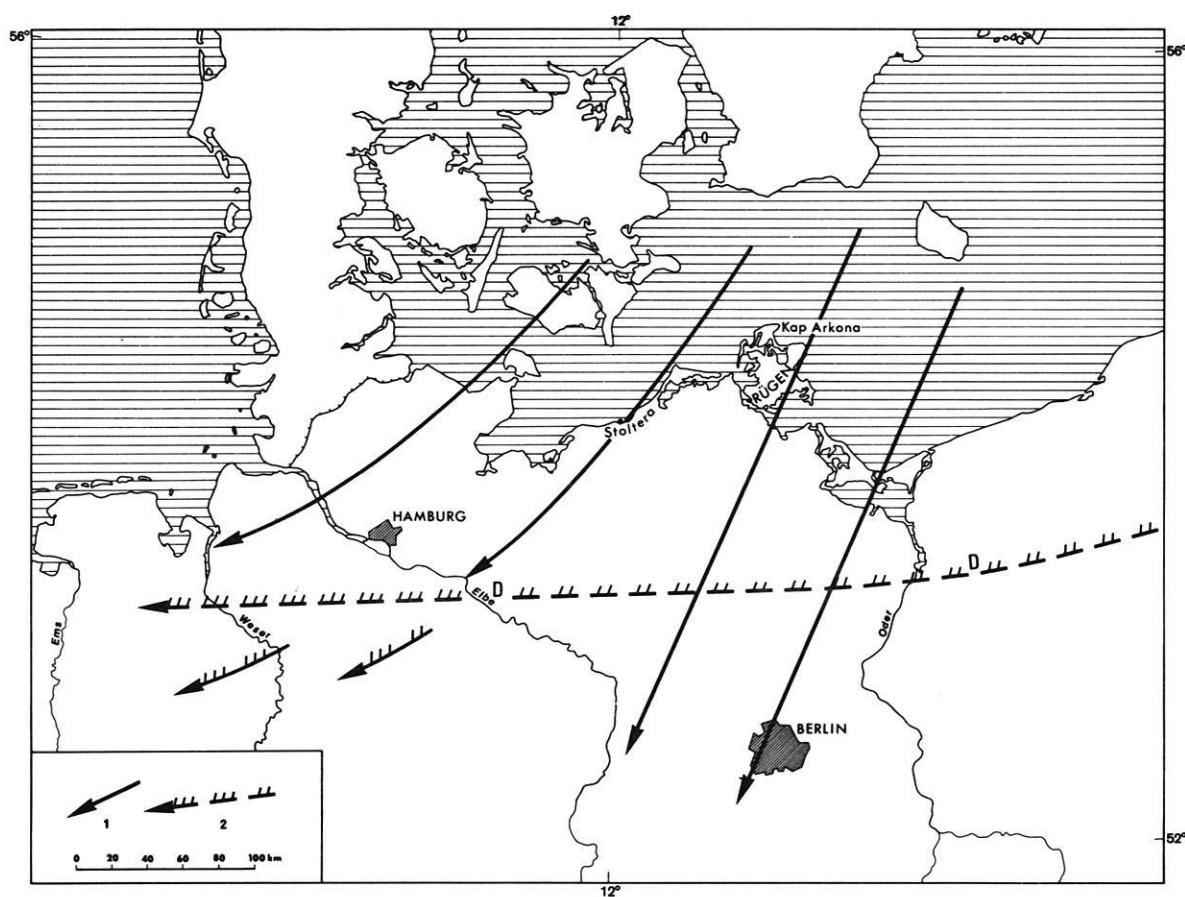 12°
56°
56°
Kap Arkona
RÜGEN
Stoltera
HAMBURG
D
D
Elbe
Ems
Weser
Oder
BERLIN
1
2
0 20 40 60 80 100 km
52°
12°